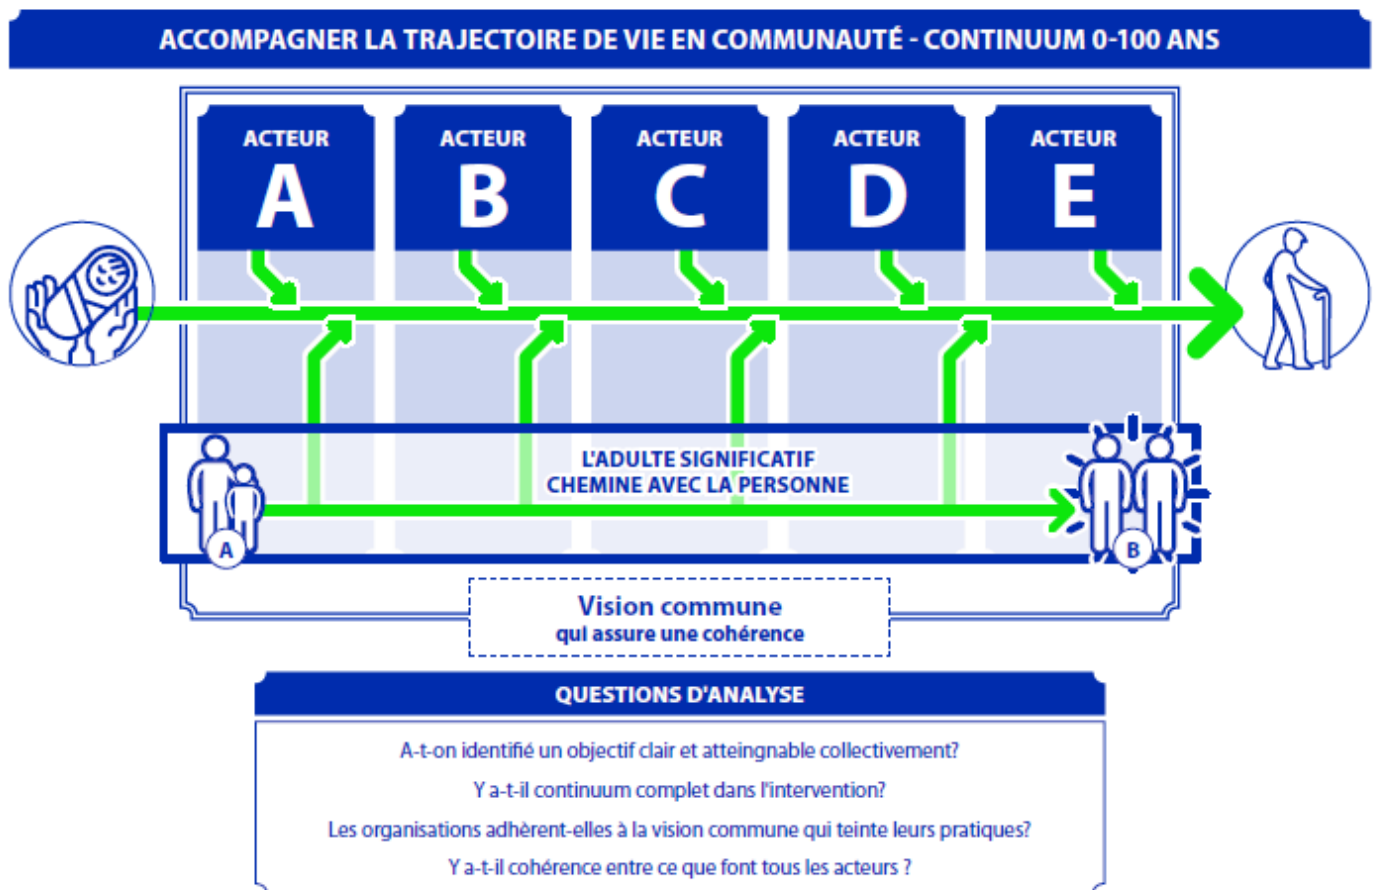 ACCOMPAGNER LA TRAJECTOIRE DE VIE EN COMMUNAUTÉ - CONTINUUM 0-100 ANS
ACTEUR
A
ACTEUR
B
ACTEUR
C
ACTEUR
D
ACTEUR
E
L'ADULTE SIGNIFICATIF
CHEMINE AVEC LA PERSONNE
A
B
Vision commune
qui assure une cohérence
QUESTIONS D'ANALYSE
A-t-on identifié un objectif clair et atteingnable collectivement?
Y a-t-il continuum complet dans l'intervention?
Les organisations adhèrent-elles à la vision commune qui teinte leurs pratiques?
Y a-t-il cohérence entre ce que font tous les acteurs ?